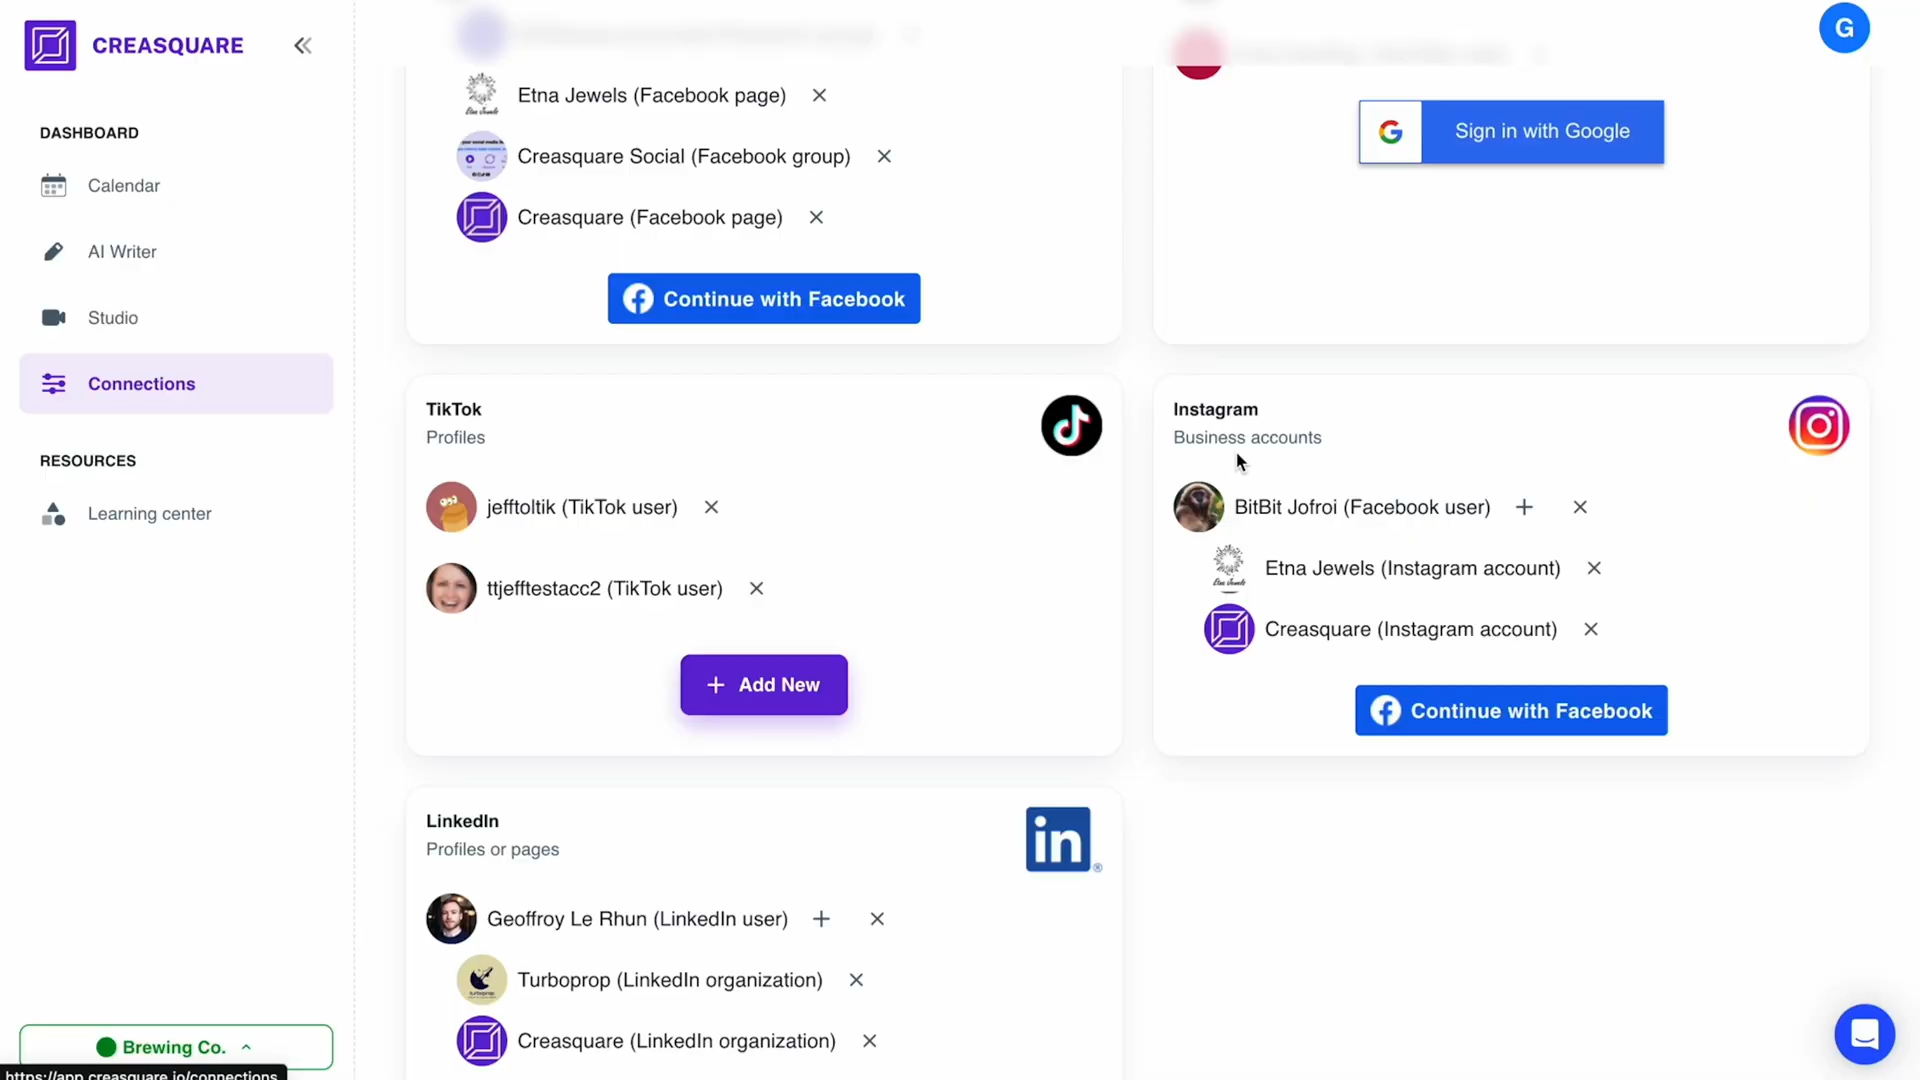 CREASQUARE
G
DASHBOARD
Calendar
AI Writer
Studio
Connections
RESOURCES
Learning center
Brewing Co.
https://app.creasquare.io/connections
Etna Jewels (Facebook page)
Creasquare Social (Facebook group)
Creasquare (Facebook page)
Continue with Facebook
Sign in with Google
TikTok
Profiles
jefftoltik (TikTok user)
ttjefftestacc2 (TikTok user)
+ Add New
Instagram
Business accounts
BitBit Jofroi (Facebook user)
Etna Jewels (Instagram account)
Creasquare (Instagram account)
Continue with Facebook
LinkedIn
Profiles or pages
in
Geoffroy Le Rhun (LinkedIn user)
Turboprop (LinkedIn organization)
Creasquare (LinkedIn organization)